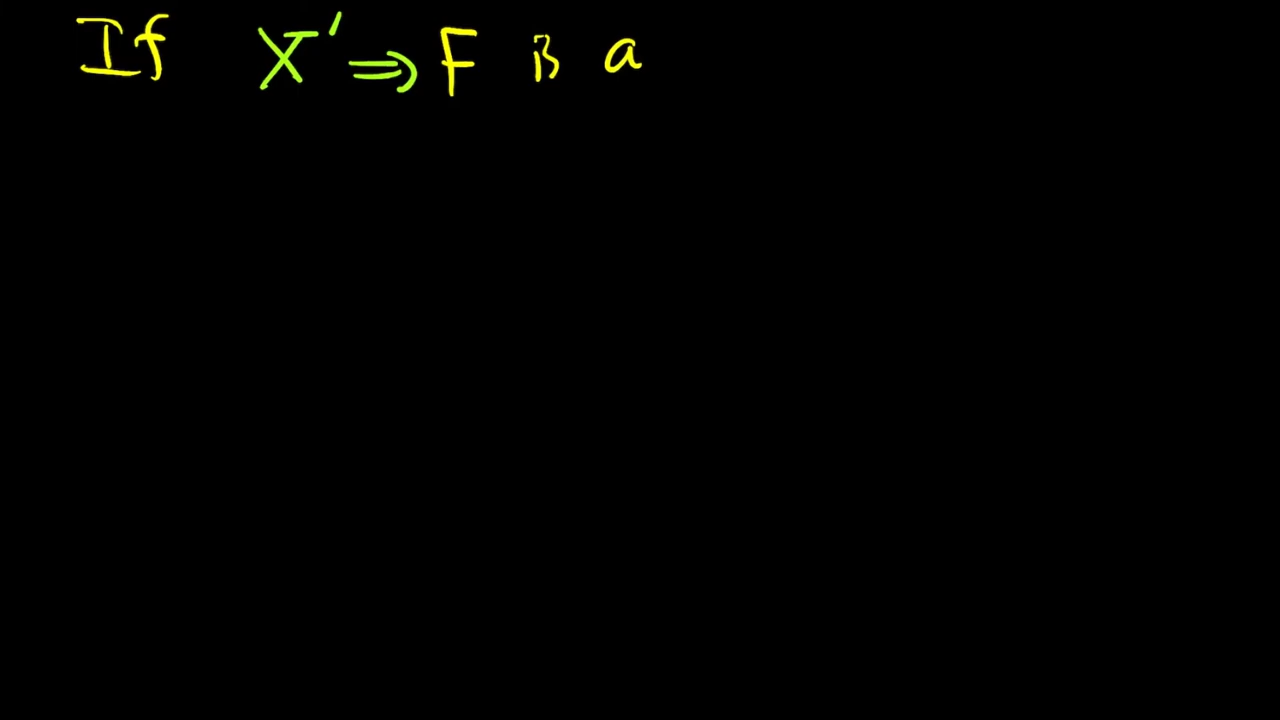 If X' ⇒ F is a